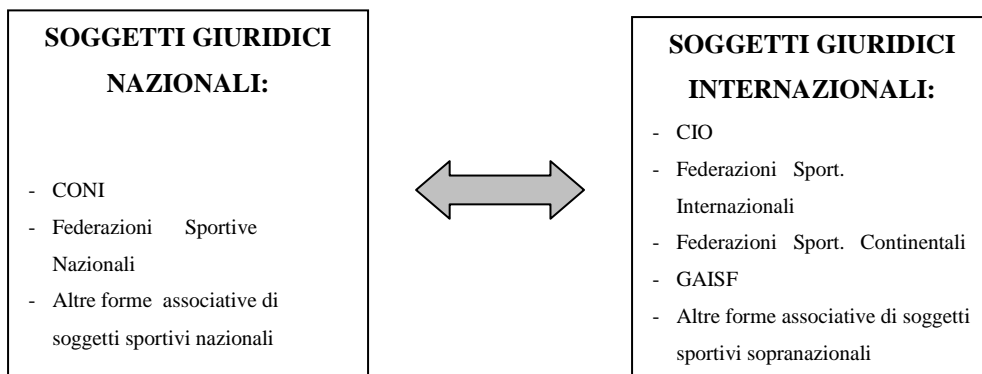 SOGGETTI GIURIDICI
NAZIONALI:
- CONI
- Federazioni Sportive
Nazionali
- Altre forme associative di
soggetti sportivi nazionali
SOGGETTI GIURIDICI
INTERNAZIONALI:
- CIO
- Federazioni Sport.
Internazionali
- Federazioni Sport. Continentali
- GAISF
- Altre forme associative di soggetti
sportivi sopranazionali